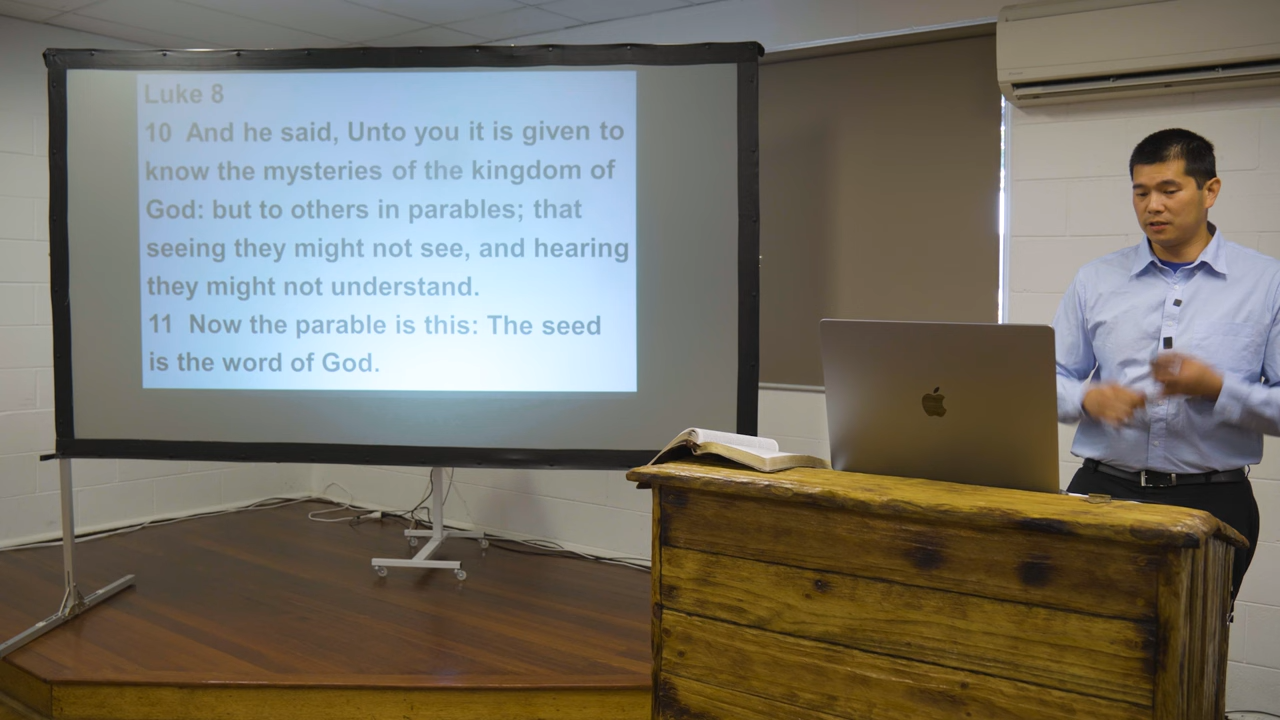 Luke 8
10 And he said, Unto you it is given to
know the mysteries of the kingdom of
God: but to others in parables; that
seeing they might not see, and hearing
they might not understand.
11 Now the parable is this: The seed
is the word of God.